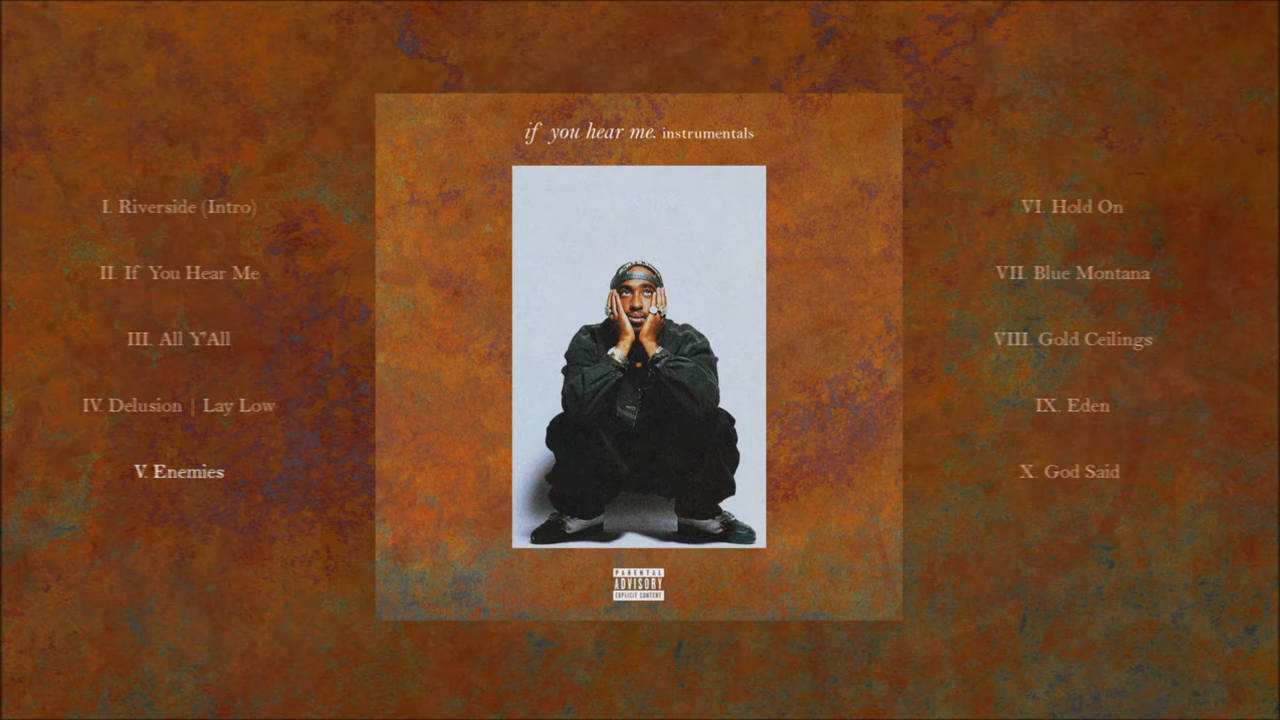 if you hear me. instrumentals
I. Riverside (Intro)
II. If You Hear Me
III. All Y'All
IV. Delusion | Lay Low
V. Enemies
VI. Hold On
VII. Blue Montana
VIII. Gold Ceilings
IX. Eden
X. God Said
PARENTAL
ADVISORY
EXPLICIT CONTENT